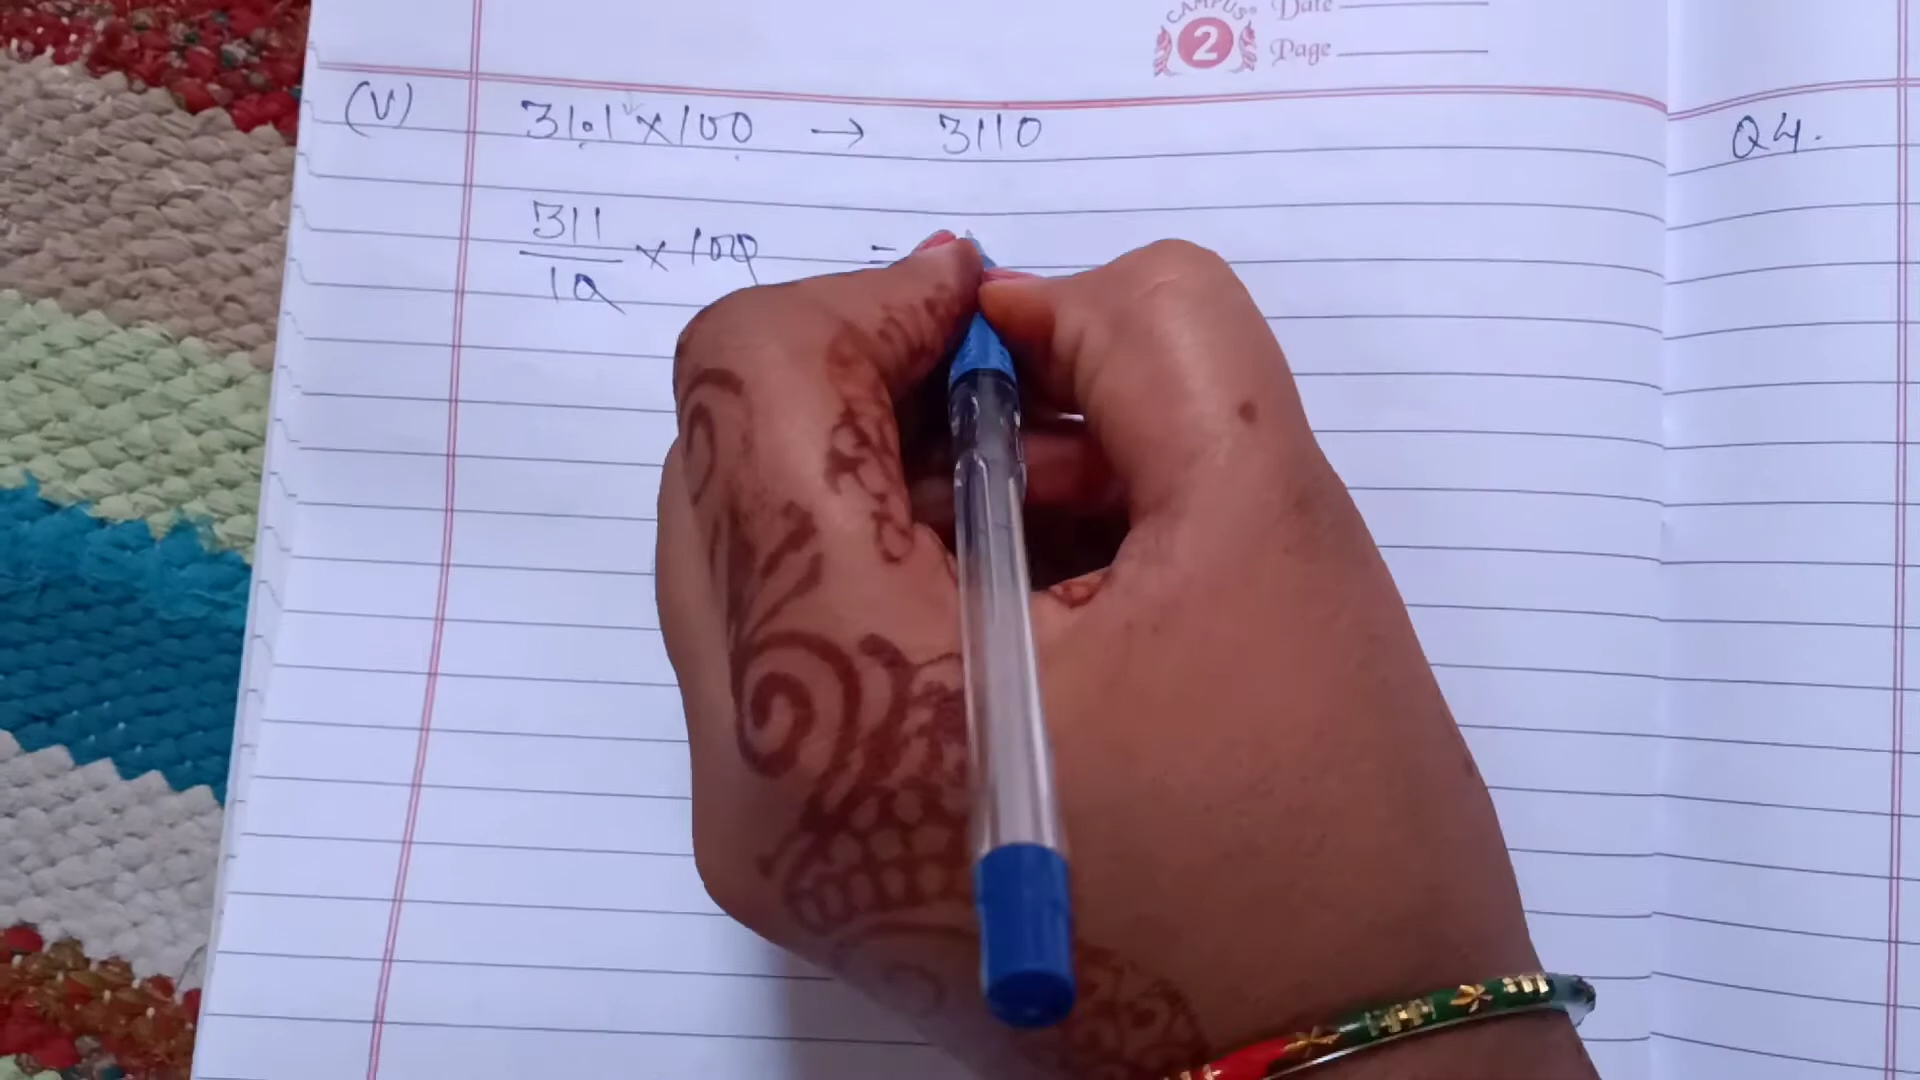 CAMPUS
Date
2
Page
(V) 31.1 × 100 → 3110
Q4.
311
10
× 100 =